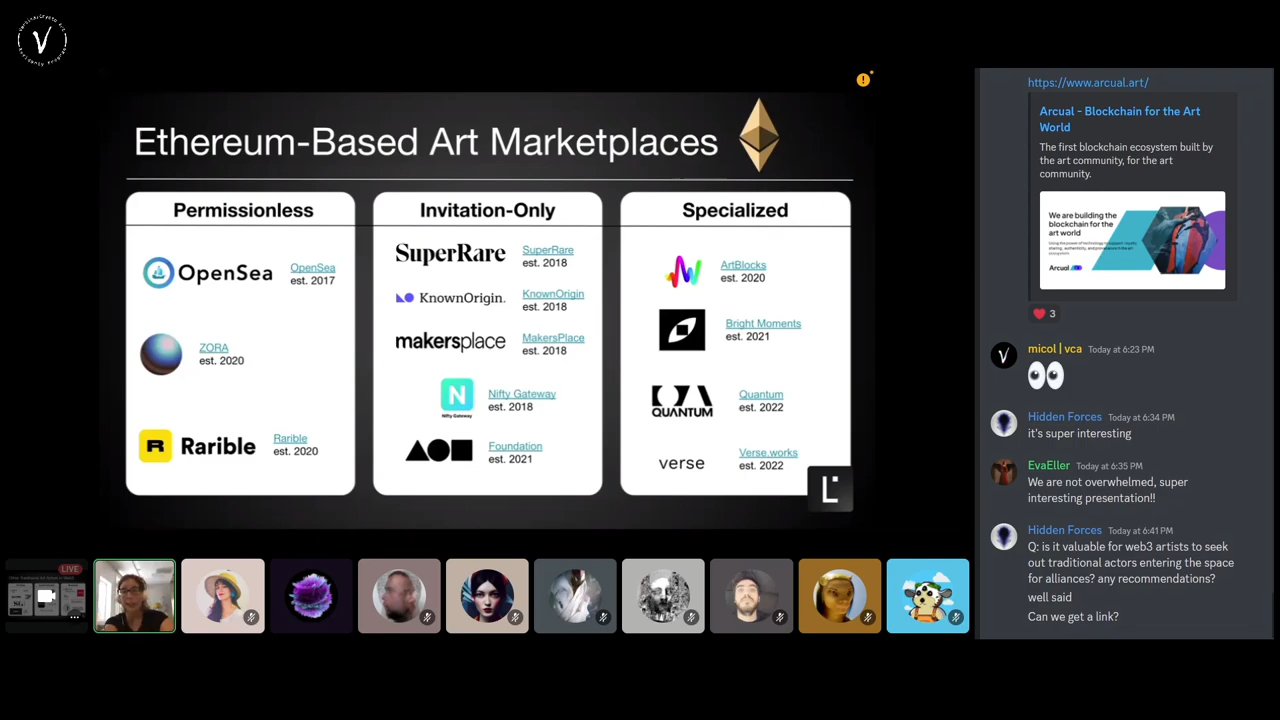 V
Ethereum-Based Art Marketplaces
Permissionless
OpenSea
OpenSea
est. 2017
ZORA
est. 2020
R
Rarible
Rarible
est. 2020
Invitation-Only
SuperRare
SuperRare
est. 2018
KnownOrigin.
KnownOrigin
est. 2018
makersplace
MakersPlace
est. 2018
N
Nifty Gateway
Nifty Gateway
est. 2018
Foundation
est. 2021
Specialized
ArtBlocks
est. 2020
Bright Moments
est. 2021
QUANTUM
Quantum
est. 2022
verse
Verse.works
est. 2022
L
LIVE
https://www.arcual.art/
Arcual - Blockchain for the Art
World
The first blockchain ecosystem built
by the art community, for the art
community.
We are building the
blockchain for the
art world
Arcual
3
micol | vca Today at 6:23 PM
Hidden Forces Today at 6:34 PM
it's super interesting
EvaEller Today at 6:35 PM
We are not overwhelmed, super
interesting presentation!!
Hidden Forces Today at 6:41 PM
Q: is it valuable for web3 artists to seek
out traditional actors entering the space
for alliances? any recommendations?
well said
Can we get a link?